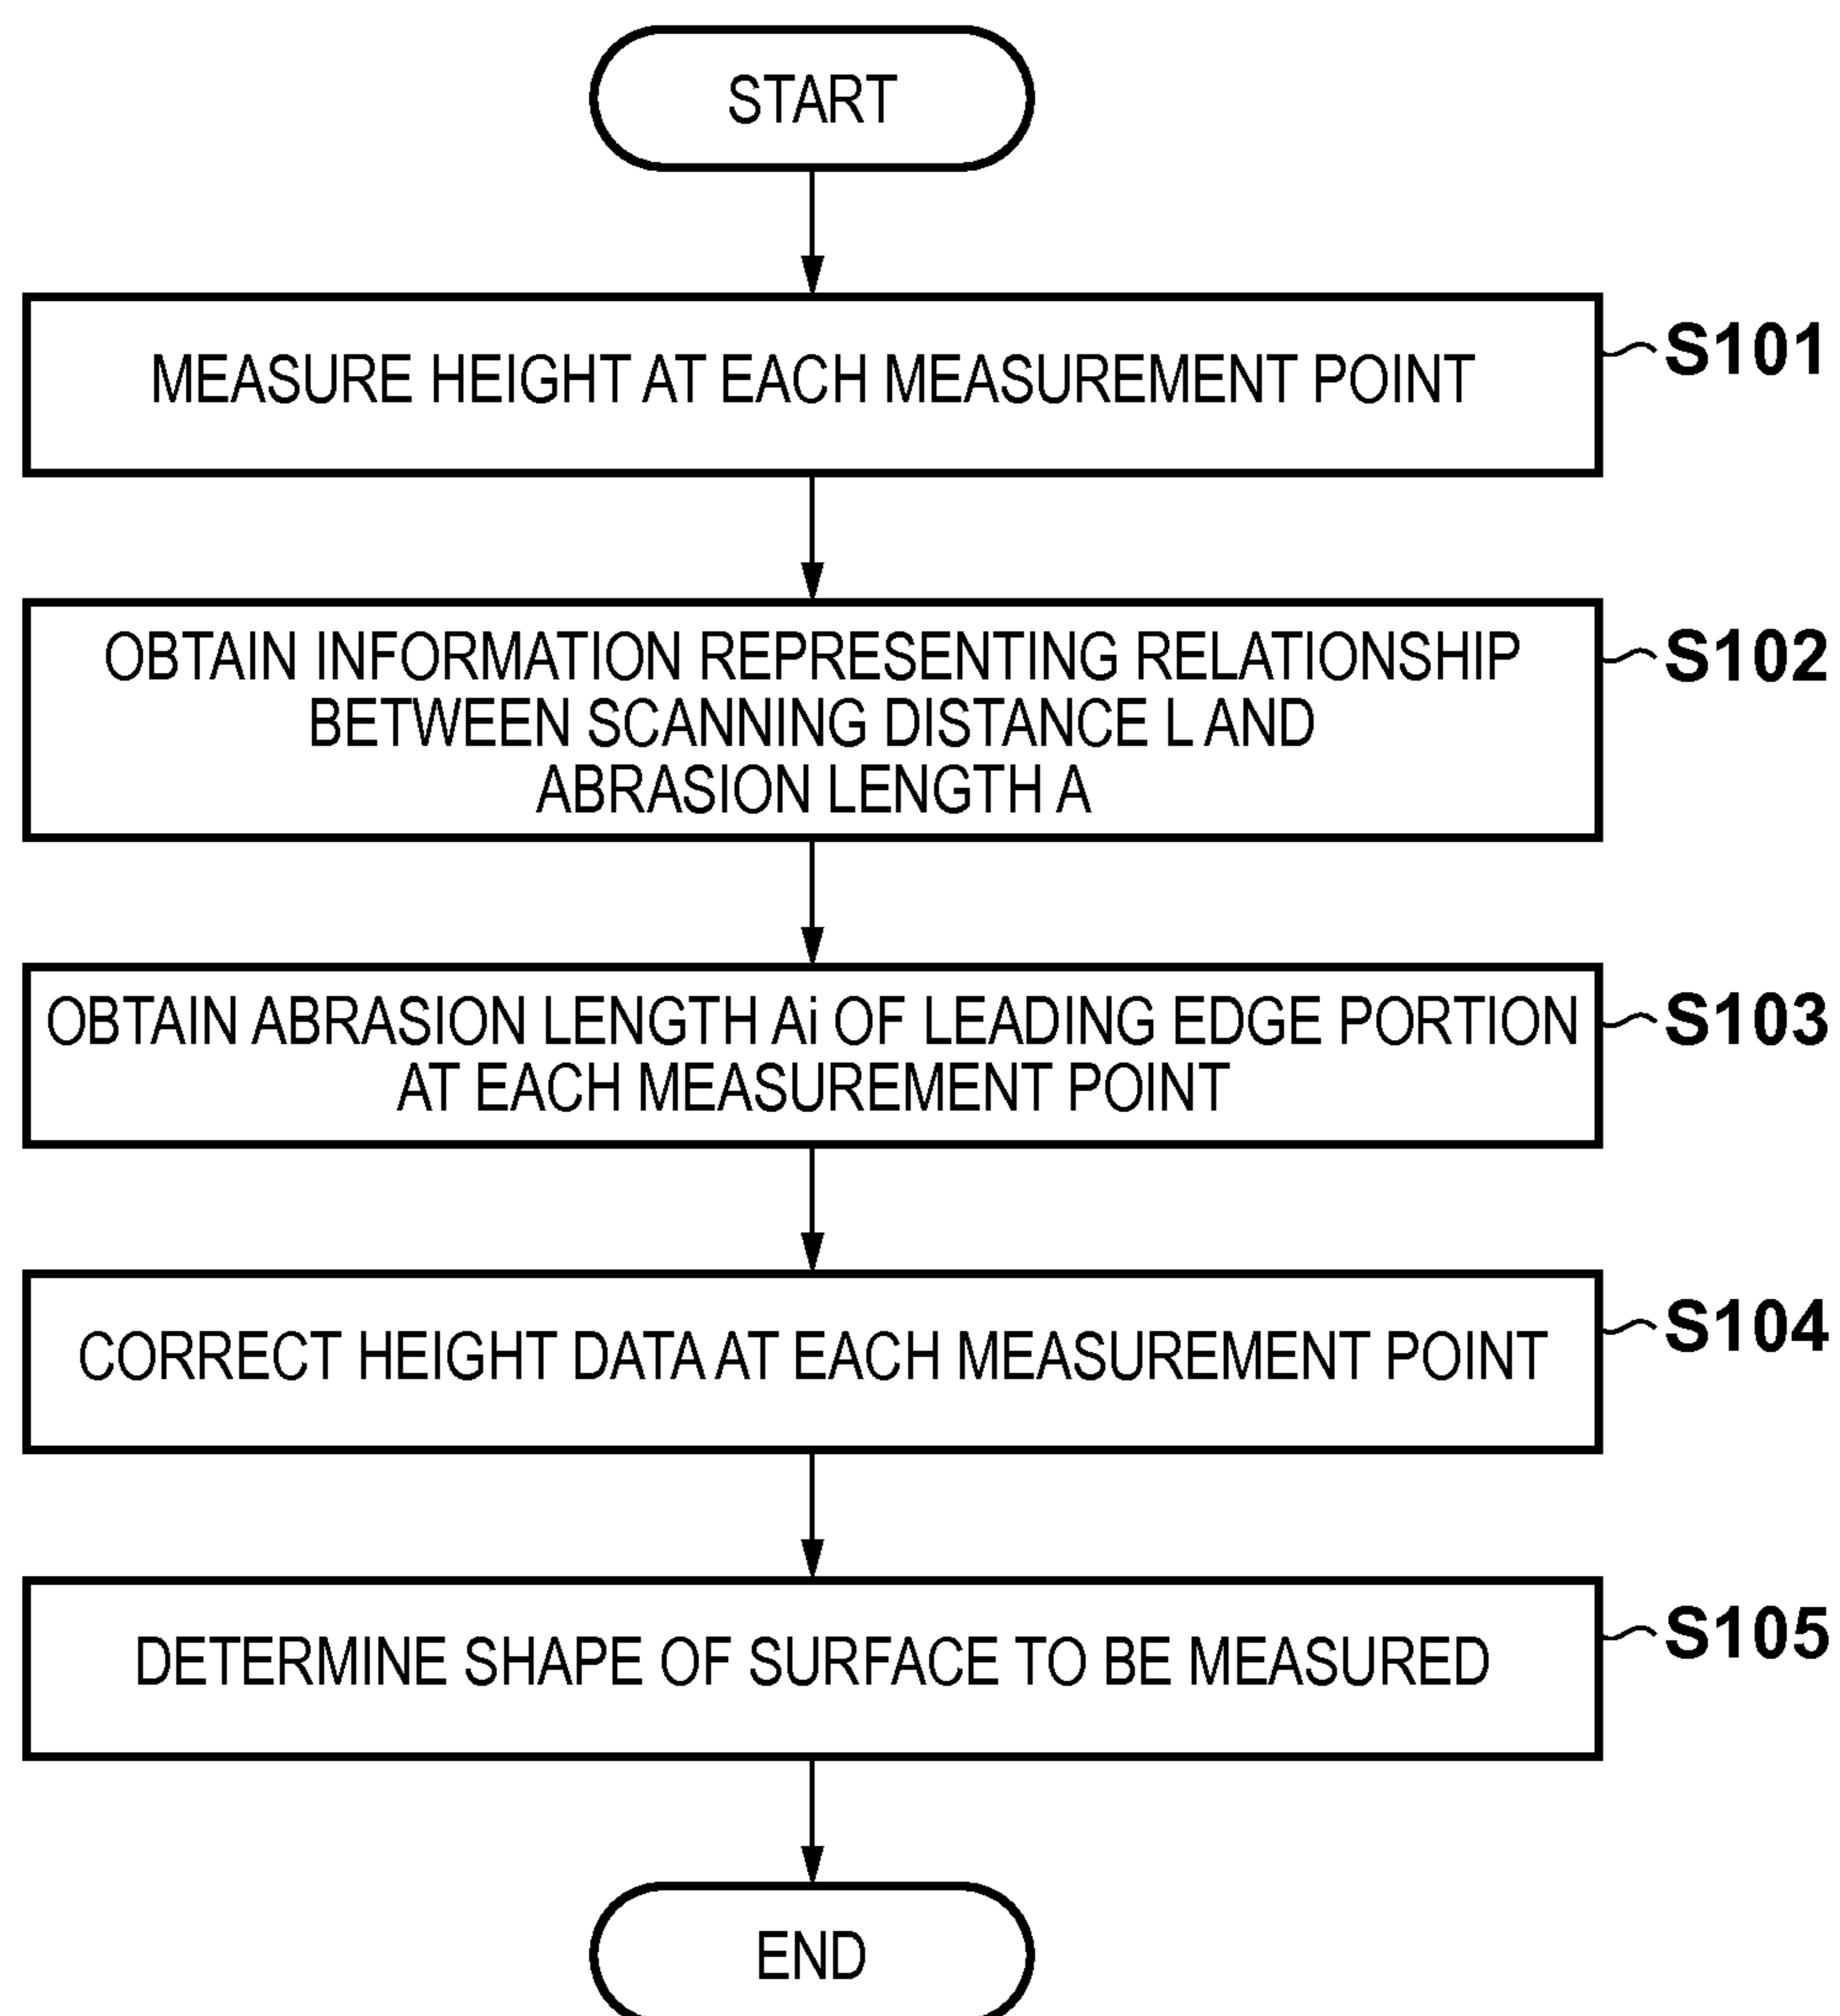 START
MEASURE HEIGHT AT EACH MEASUREMENT POINT
S101
OBTAIN INFORMATION REPRESENTING RELATIONSHIP
BETWEEN SCANNING DISTANCE L AND
ABRASION LENGTH A
S102
OBTAIN ABRASION LENGTH Ai OF LEADING EDGE PORTION
AT EACH MEASUREMENT POINT
S103
CORRECT HEIGHT DATA AT EACH MEASUREMENT POINT
S104
DETERMINE SHAPE OF SURFACE TO BE MEASURED
S105
END